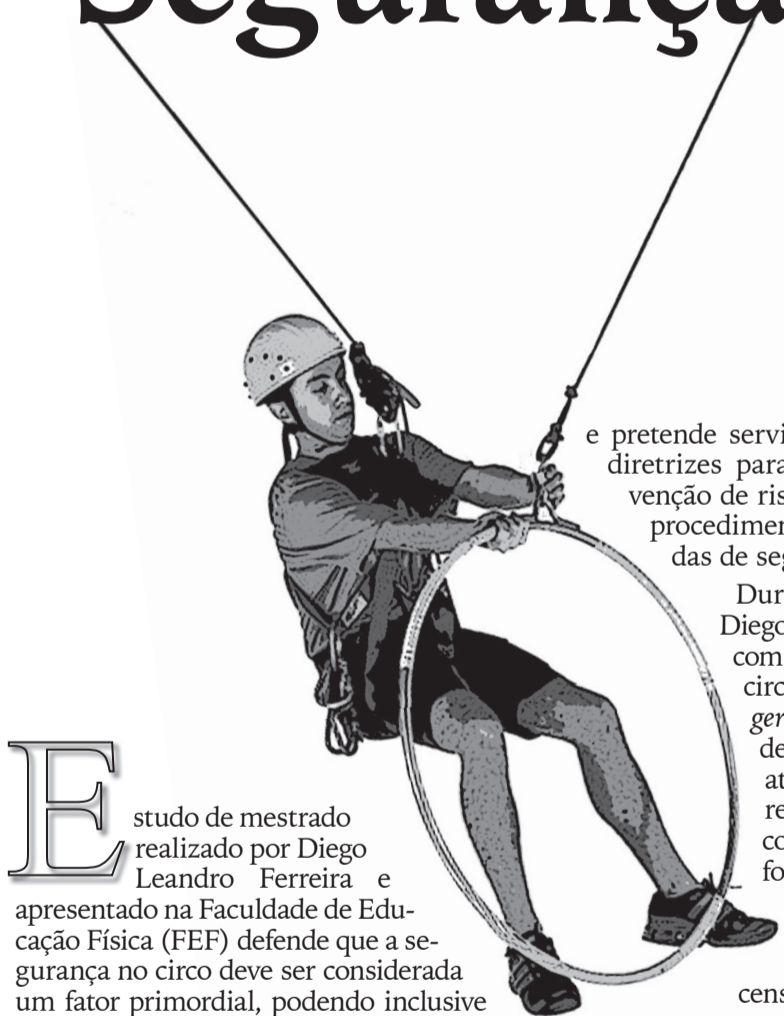 Segurança
Estudo de mestrado
realizado por Diego
Leandro Ferreira e
apresentado na Faculdade de Edu-
cação Física (FEF) defende que a se-
gurança no circo deve ser considerada
um fator primordial, podendo inclusive
e pretende servi
diretrizes para
venção de ris
procedimen
das de seg
Dur
Diego
com
circ
ger
de
at
re
co
fo
cens